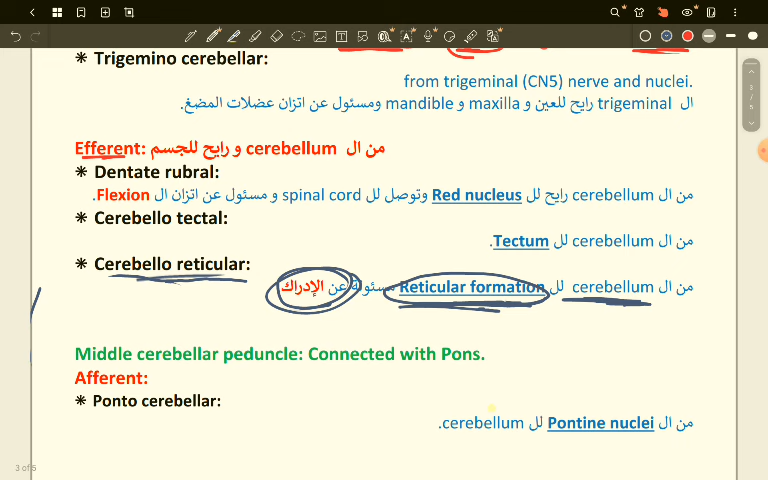 ✳ Trigemino cerebellar:
from trigeminal (CN5) nerve and nuclei.
ال trigeminal رايح للعين و maxilla و mandible ومسئول عن اتزان عضلات المضغ.
Efferent: من ال cerebellum و رايح للجسم
✳ Dentate rubral:
من ال cerebellum رايح لل Red nucleus وتوصل لل spinal cord و مسئول عن اتزان ال Flexion.
✳ Cerebello tectal:
من ال cerebellum لل Tectum.
✳ Cerebello reticular:
من ال cerebellum لل Reticular formation مسئولة عن الإدراك
Middle cerebellar peduncle: Connected with Pons.
Afferent:
✳ Ponto cerebellar:
من ال Pontine nuclei لل cerebellum.
3 of 5
3
/
5